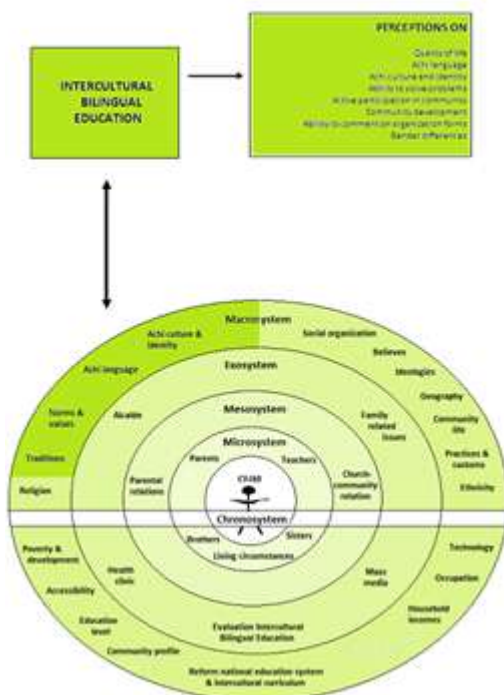 PERCEPTIONS ON
Quality of life
Achi language
Achi culture and identity
Ability to solve problems
Active participation in community
Community development
Ability to comment on organization forms
Gender differences
INTERCULTURAL
BILINGUAL
EDUCATION
Macrosystem
Achi culture &
identity
Achi language
Norms &
values
Traditions
Religion
Social organization
Believes
Ideologies
Geography
Community
life
Practices &
customs
Ethnicity
Exosystem
Alcalde
Family
related
issues
Mesosystem
Parental
relations
Church-
community
relation
Microsystem
Parents
Teachers
Child
Chronosystem
Brothers
Sisters
Living circumstances
Poverty &
development
Accessibility
Education
level
Community profile
Health
clinic
Mass
media
Technology
Occupation
Household
incomes
Evaluation Intercultural
Bilingual Education
Reform national education system
& intercultural curriculum